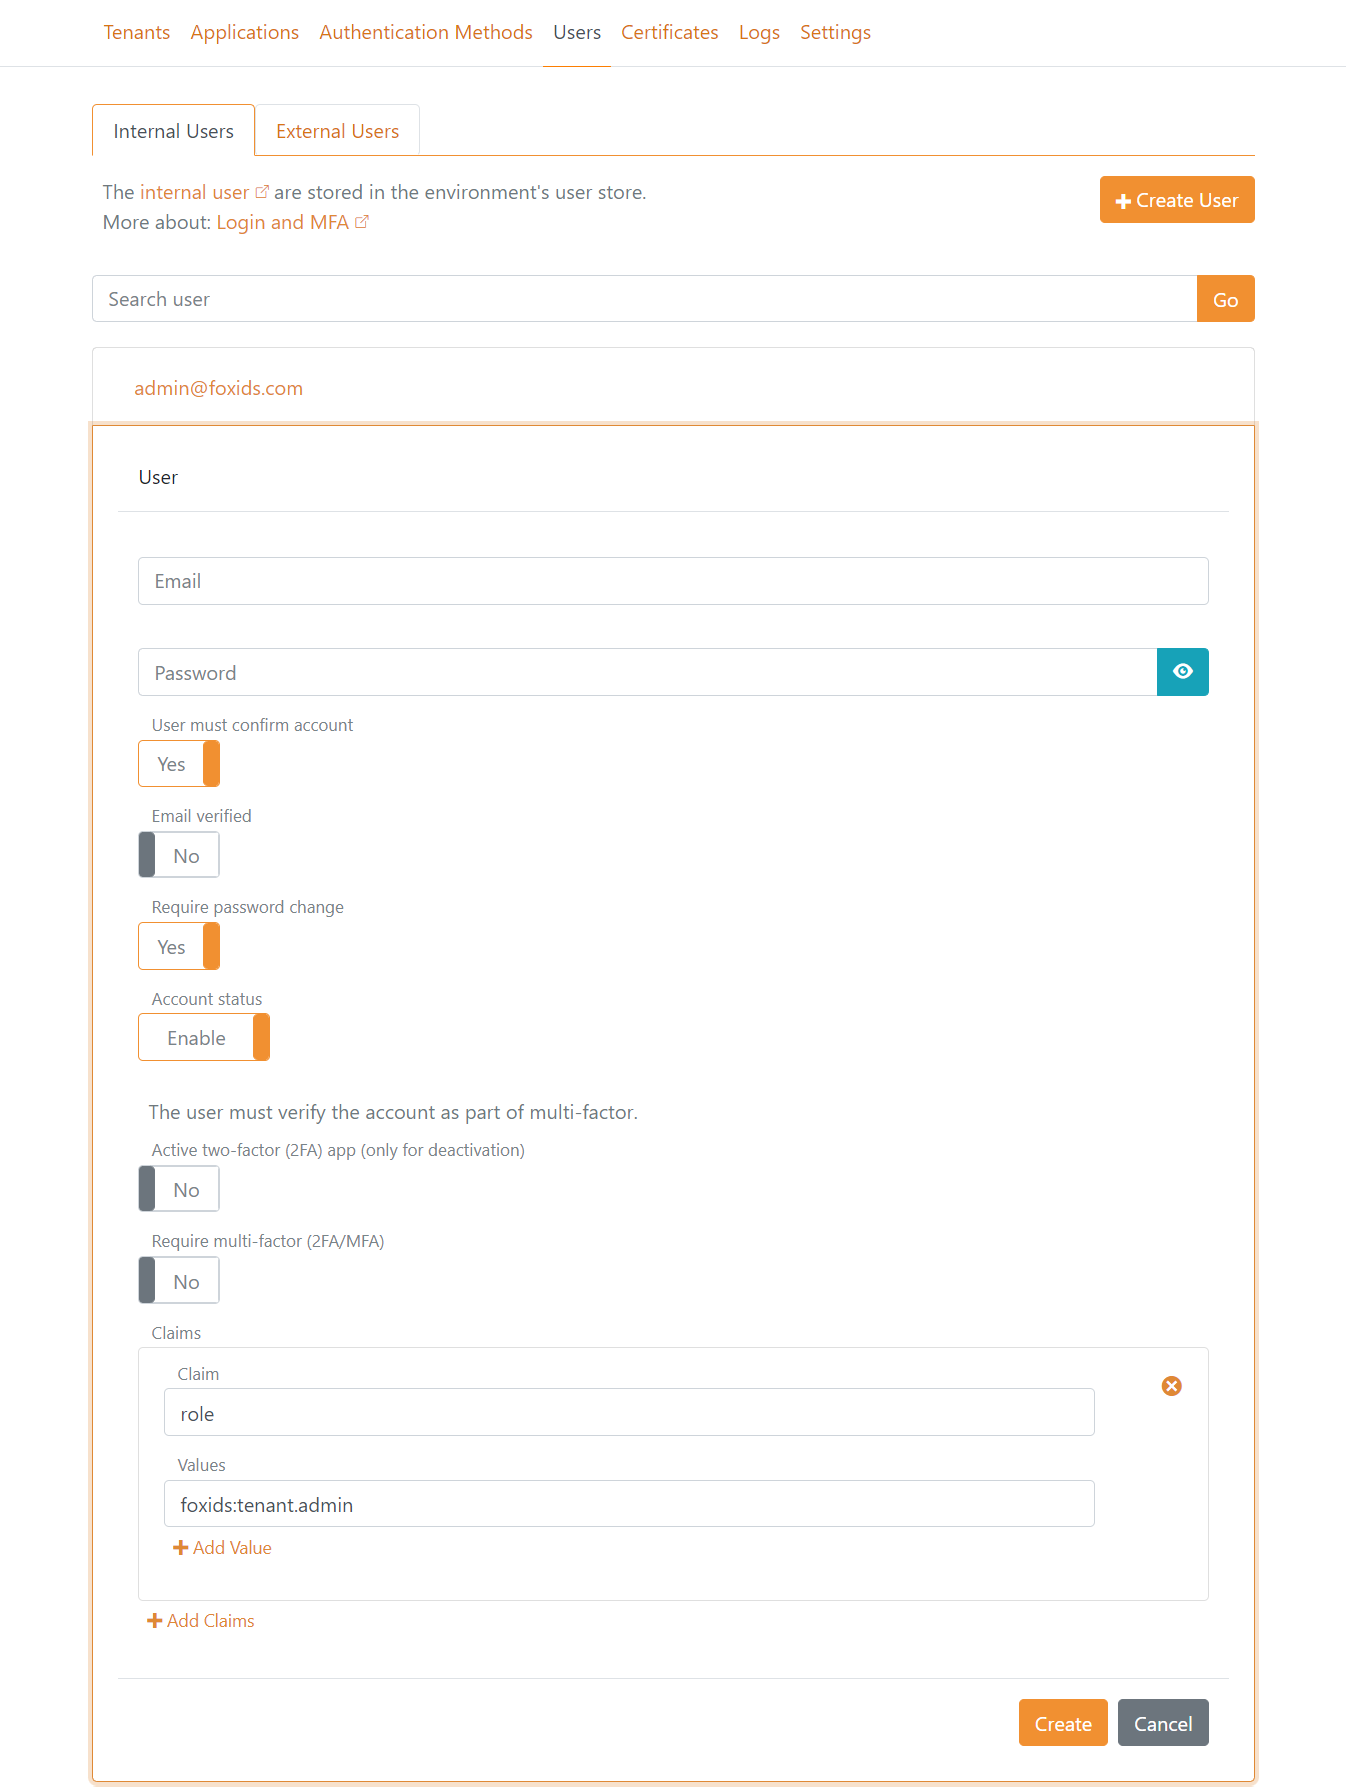 Tenants Applications Authentication Methods Users Certificates Logs Settings
Internal Users External Users
The internal user are stored in the environment's user store.
More about: Login and MFA
Create User
Search user
Go
admin@foxids.com
User
Email
Password
User must confirm account
Yes
Email verified
No
Require password change
Yes
Account status
Enable
The user must verify the account as part of multi-factor.
Active two-factor (2FA) app (only for deactivation)
No
Require multi-factor (2FA/MFA)
No
Claims
Claim
role
Values
foxids:tenant.admin
Add Value
Add Claims
Create Cancel